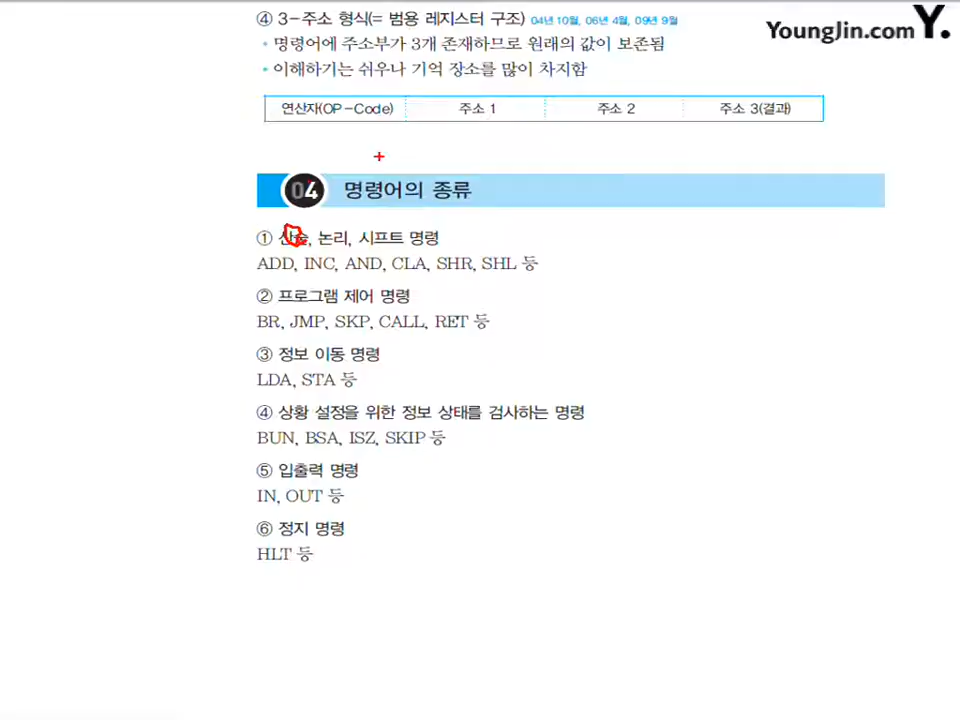 ④ 3-주소 형식(= 범용 레지스터 구조) 04년 10월, 06년 4월, 09년 9월
YoungJin.com Y.
• 명령어에 주소부가 3개 존재하므로 원래의 값이 보존됨
• 이해하기는 쉬우나 기억 장소를 많이 차지함
연산자(OP-Code) 주소 1 주소 2 주소 3(결과)
04 명령어의 종류
① 산술, 논리, 시프트 명령
ADD, INC, AND, CLA, SHR, SHL 등
② 프로그램 제어 명령
BR, JMP, SKP, CALL, RET 등
③ 정보 이동 명령
LDA, STA 등
④ 상황 설정을 위한 정보 상태를 검사하는 명령
BUN, BSA, ISZ, SKIP 등
⑤ 입출력 명령
IN, OUT 등
⑥ 정지 명령
HLT 등